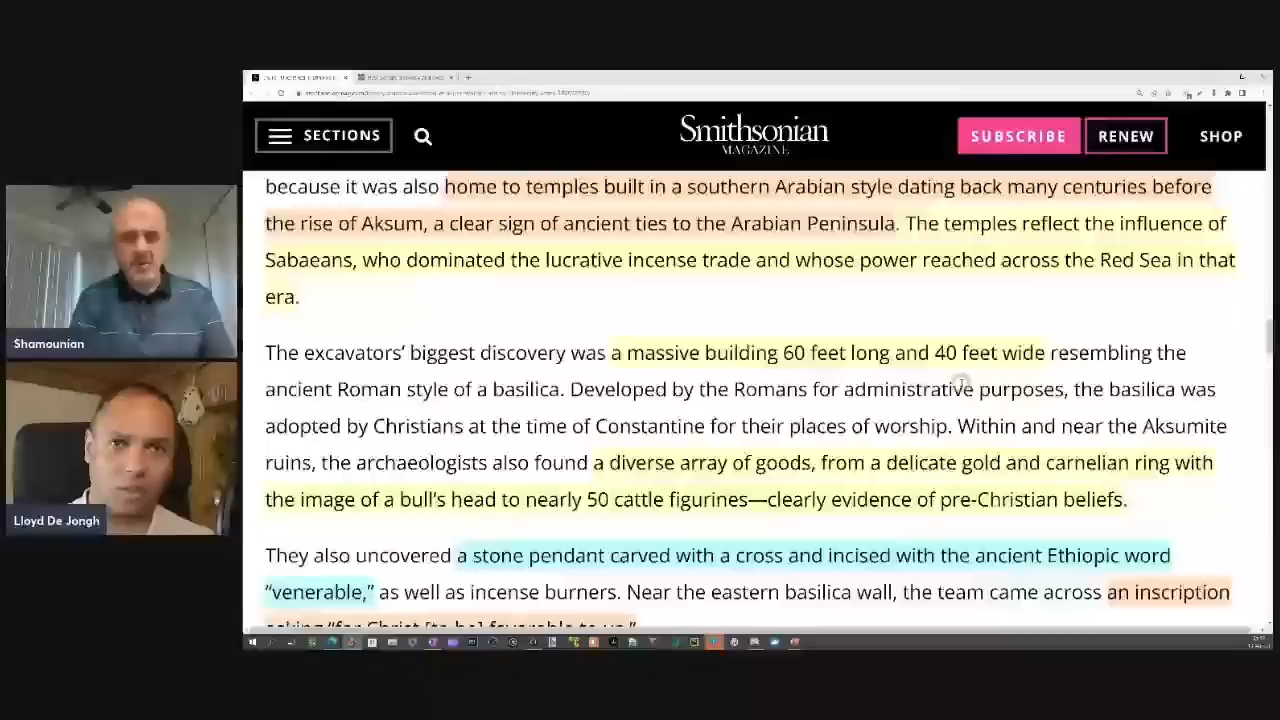 SECTIONS
Smithsonian
MAGAZINE
SUBSCRIBE
RENEW
SHOP
because it was also home to temples built in a southern Arabian style dating back many centuries before
the rise of Aksum, a clear sign of ancient ties to the Arabian Peninsula. The temples reflect the influence of
Sabaeans, who dominated the lucrative incense trade and whose power reached across the Red Sea in that
era.
The excavators’ biggest discovery was a massive building 60 feet long and 40 feet wide resembling the
ancient Roman style of a basilica. Developed by the Romans for administrative purposes, the basilica was
adopted by Christians at the time of Constantine for their places of worship. Within and near the Aksumite
ruins, the archaeologists also found a diverse array of goods, from a delicate gold and carnelian ring with
the image of a bull’s head to nearly 50 cattle figurines—clearly evidence of pre-Christian beliefs.
They also uncovered a stone pendant carved with a cross and incised with the ancient Ethiopic word
“venerable,” as well as incense burners. Near the eastern basilica wall, the team came across an inscription
asking “for Christ [to be] favorable to us.”
Shamounian
Lloyd De Jongh